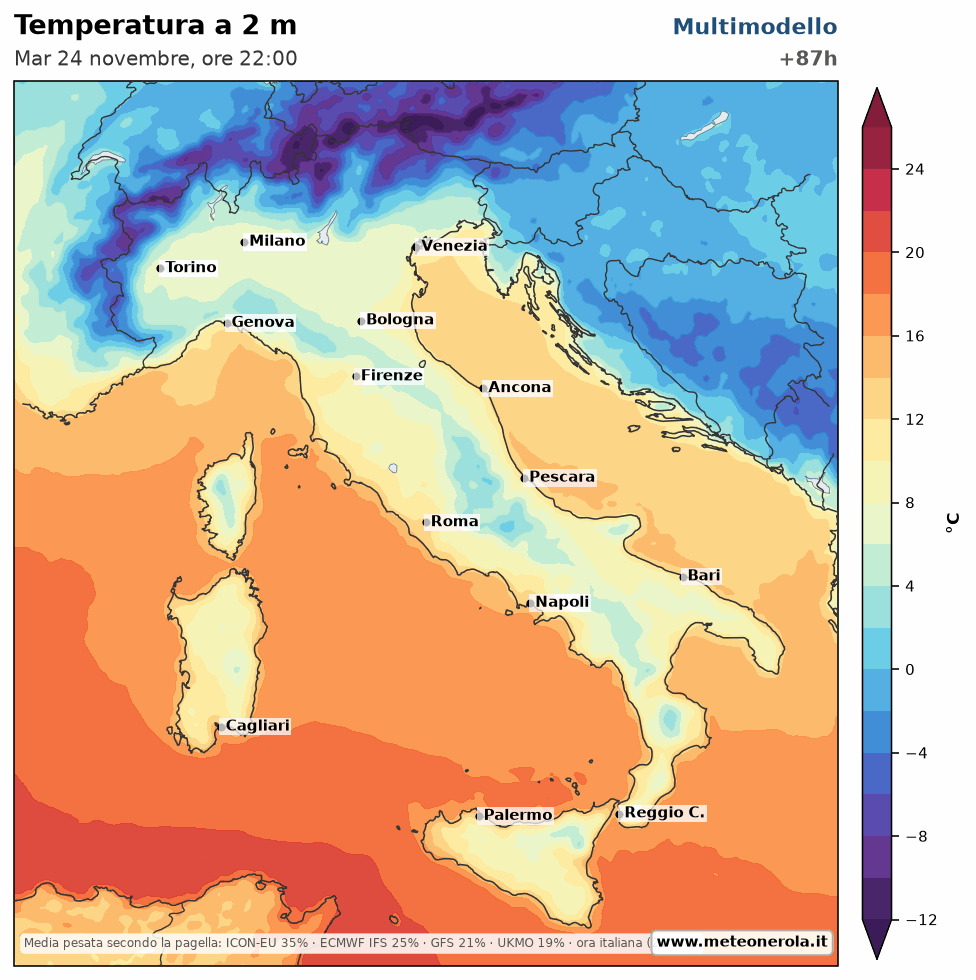 Temperatura a 2 m
Multimodello
Mar 24 novembre, ore 22:00
+87h
Milano
Venezia
Torino
Genova
Bologna
Firenze
Ancona
Pescara
Roma
Bari
Napoli
Cagliari
Palermo
Reggio C.
24
20
16
12
8
4
0
−4
−8
−12
°C
Media pesata secondo la pagella: ICON-EU 35% · ECMWF IFS 25% · GFS 21% · UKMO 19% · ora italiana (
www.meteonerola.it